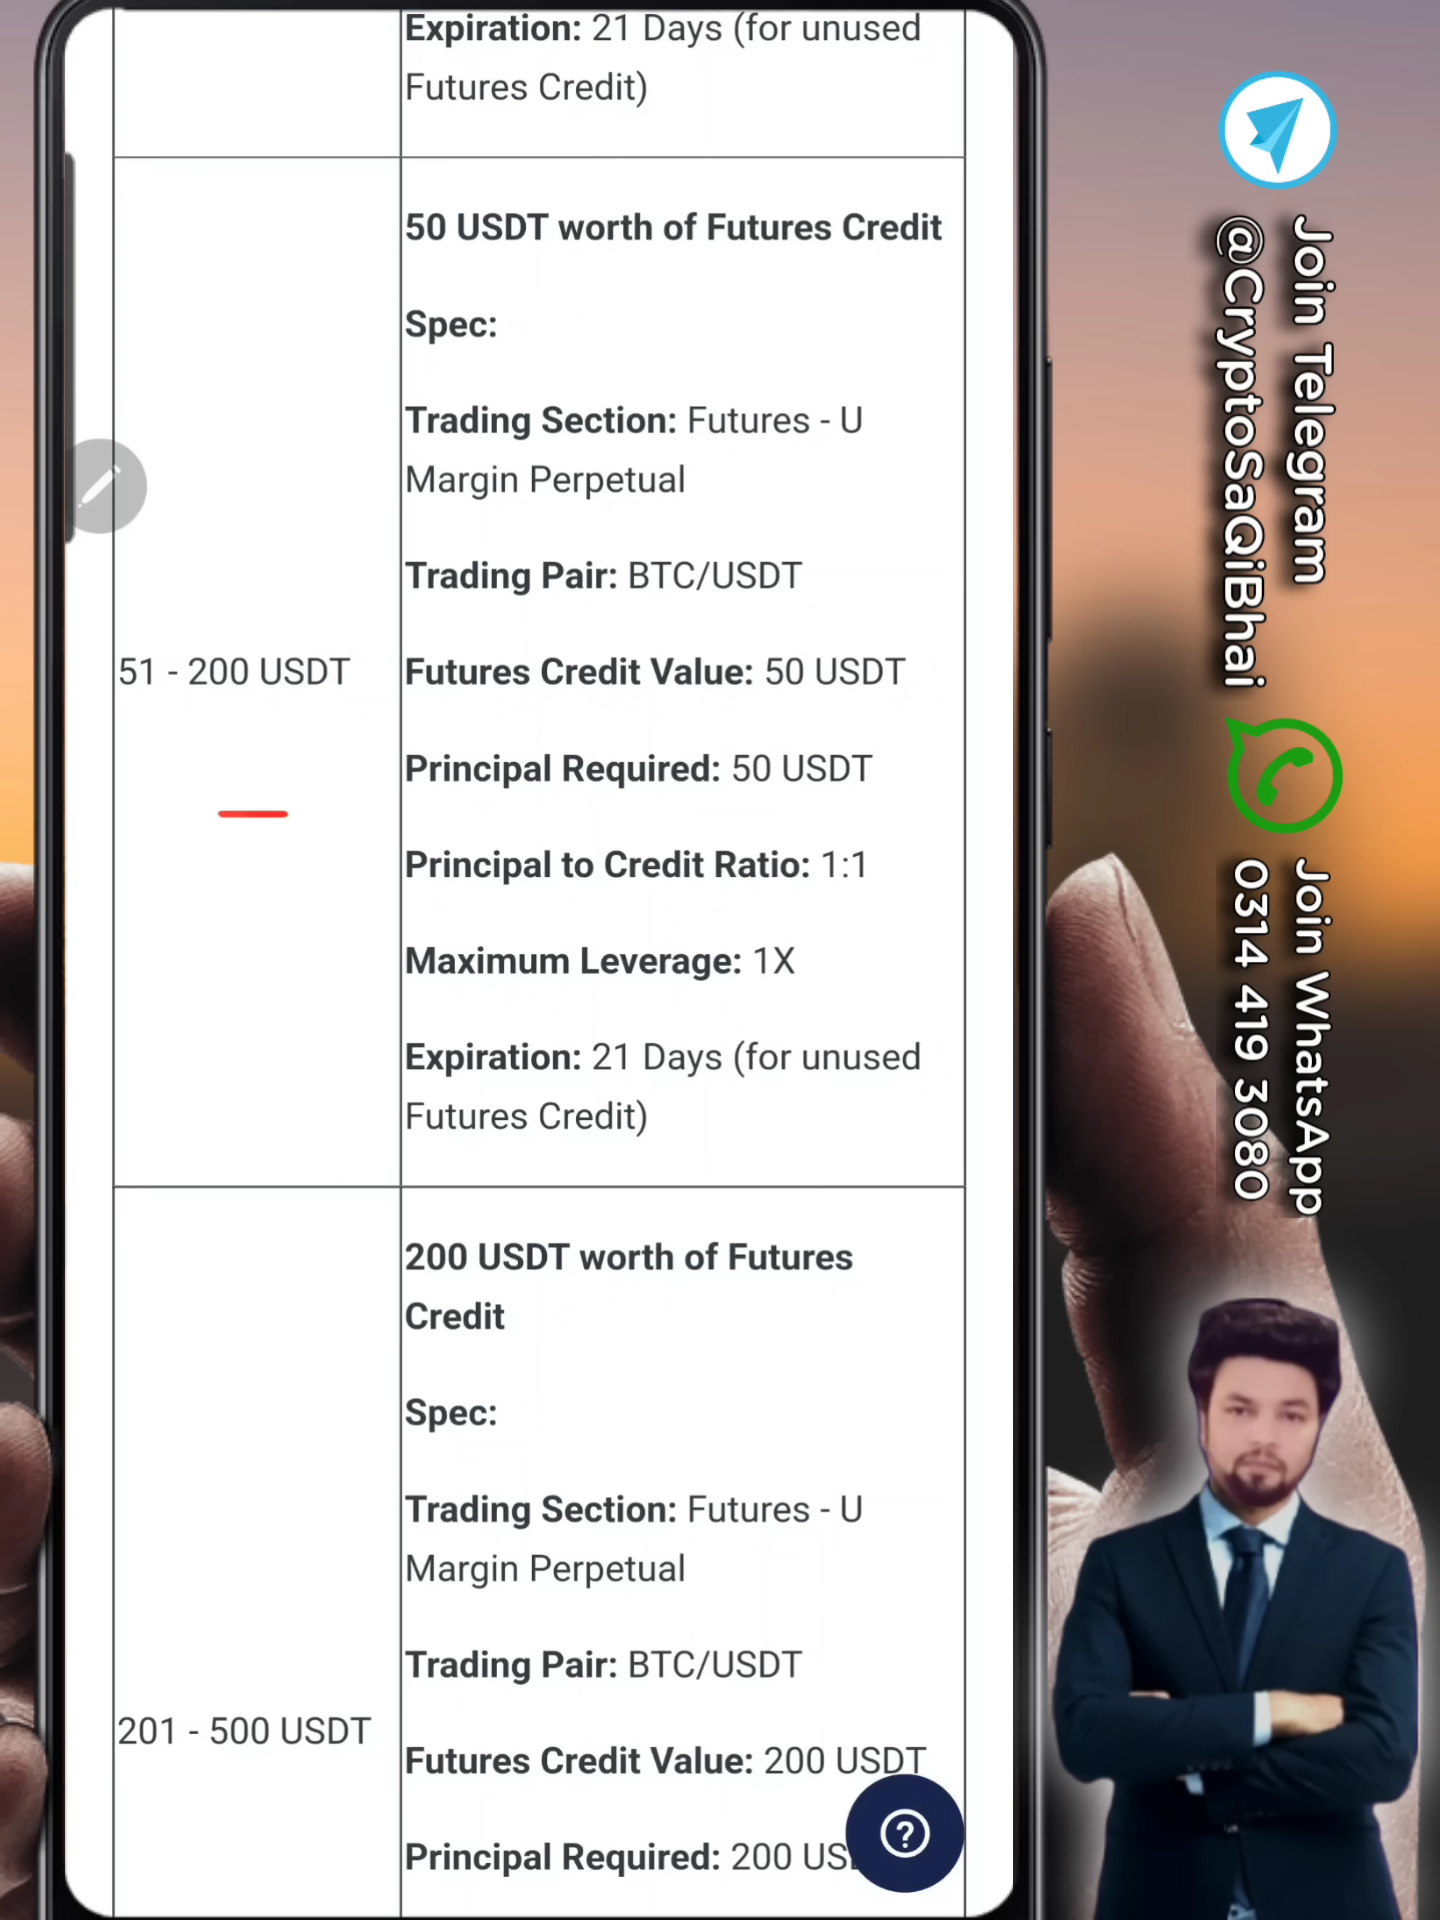 Expiration: 21 Days (for unused
Futures Credit)
50 USDT worth of Futures Credit
Spec:
Trading Section: Futures - U
Margin Perpetual
Trading Pair: BTC/USDT
51 - 200 USDT
Futures Credit Value: 50 USDT
Principal Required: 50 USDT
Principal to Credit Ratio: 1:1
Maximum Leverage: 1X
Expiration: 21 Days (for unused
Futures Credit)
200 USDT worth of Futures
Credit
Spec:
Trading Section: Futures - U
Margin Perpetual
Trading Pair: BTC/USDT
201 - 500 USDT
Futures Credit Value: 200 USDT
Principal Required: 200
Join Telegram
@CryptoSaQiBhai
Join WhatsApp
0314 419 3080